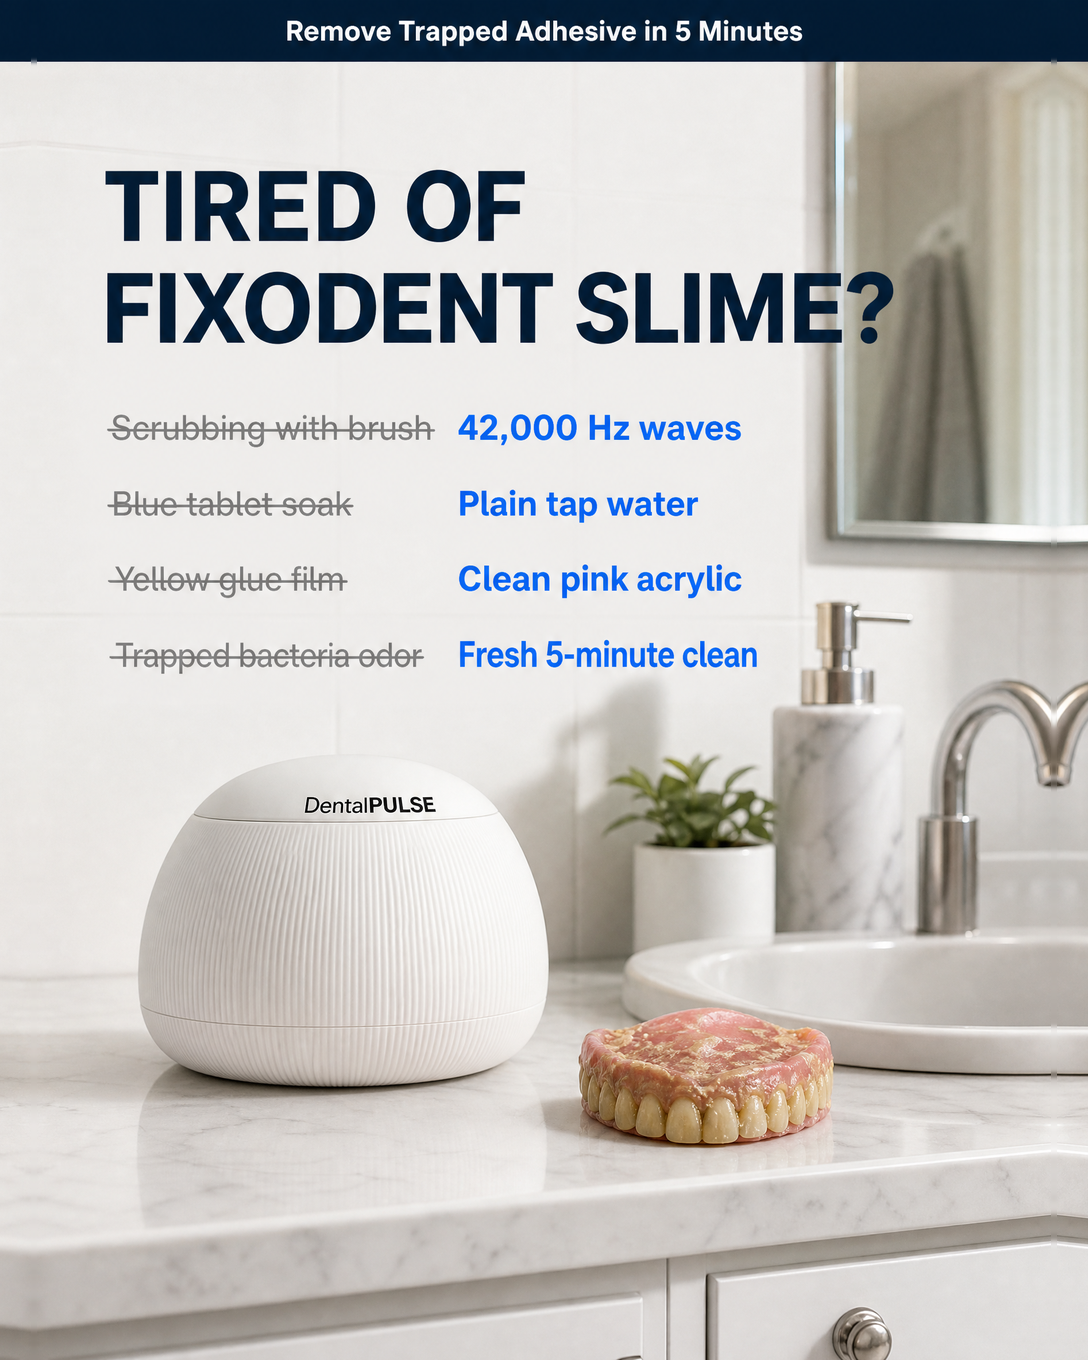 Remove Trapped Adhesive in 5 Minutes
TIRED OF
FIXODENT SLIME?
Scrubbing with brush 42,000 Hz waves
Blue tablet soak Plain tap water
Yellow glue film Clean pink acrylic
Trapped bacteria odor Fresh 5-minute clean
DentalPULSE